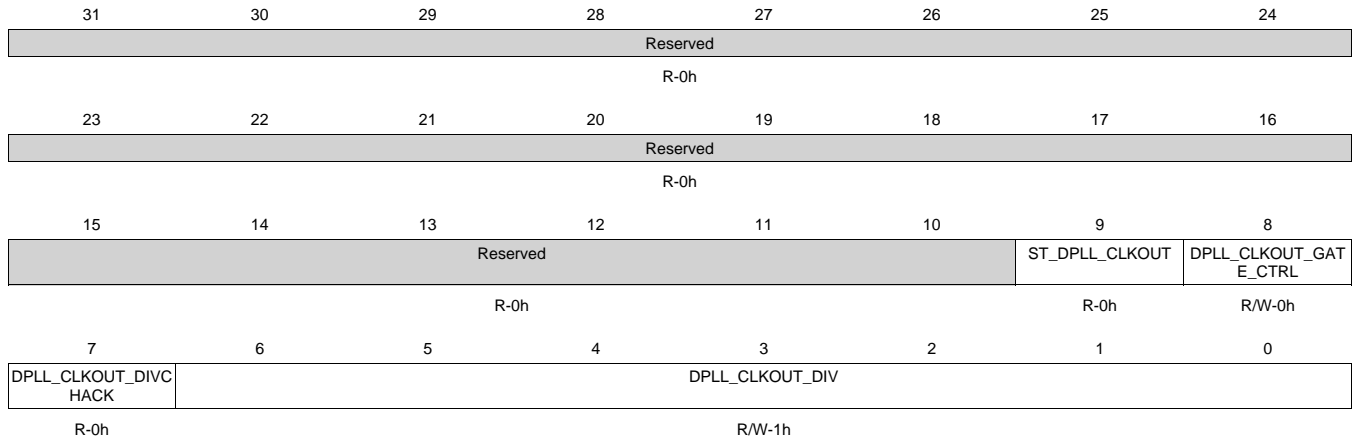 31 30 29 28 27 26 25 24
Reserved
R-0h
23 22 21 20 19 18 17 16
Reserved
R-0h
15 14 13 12 11 10 9 8
Reserved ST_DPLL_CLKOUT DPLL_CLKOUT_GAT
E_CTRL
R-0h R-0h R/W-0h
7 6 5 4 3 2 1 0
DPLL_CLKOUT_DIVC DPLL_CLKOUT_DIV
HACK
R-0h R/W-1h